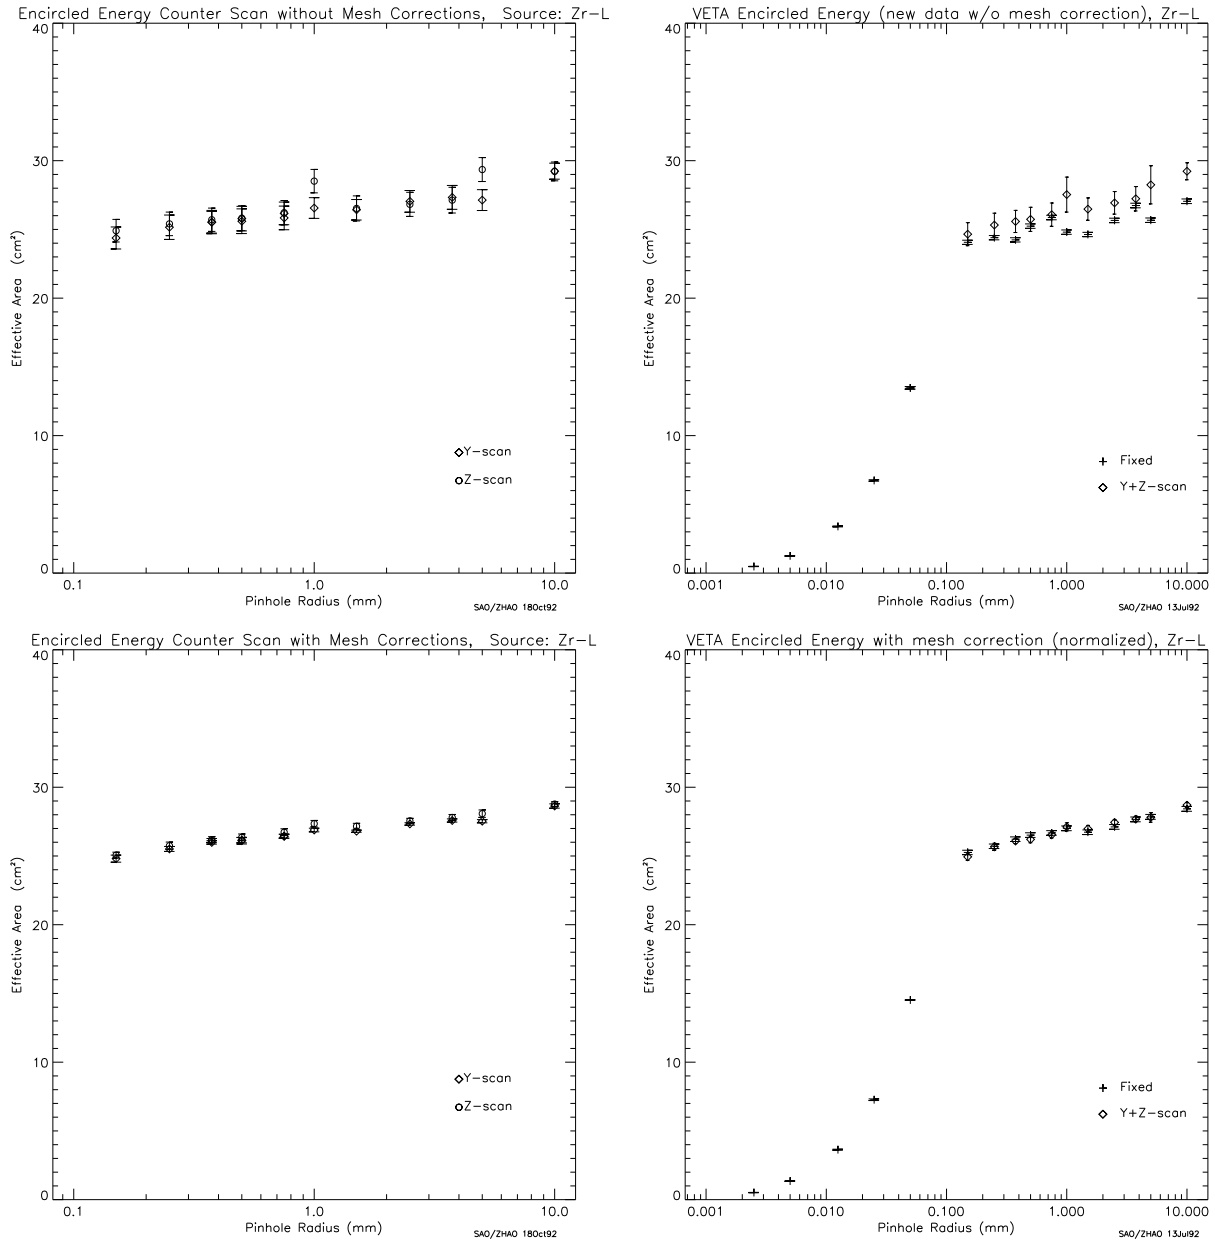 Encircled Energy Counter Scan without Mesh Corrections, Source: Zr-L
40
30
20
10
0
Effective Area (cm²)
Y-scan
Z-scan
0.1
1.0
10.0
Pinhole Radius (mm)
SAO/ZHAO 18Oct92
VETA Encircled Energy (new data w/o mesh correction), Zr-L
40
30
20
10
0
Effective Area (cm²)
Fixed
Y+Z-scan
0.001
0.010
0.100
1.000
10.000
Pinhole Radius (mm)
SAO/ZHAO 13Jul92
Encircled Energy Counter Scan with Mesh Corrections, Source: Zr-L
40
30
20
10
0
Effective Area (cm²)
Y-scan
Z-scan
0.1
1.0
10.0
Pinhole Radius (mm)
SAO/ZHAO 18Oct92
VETA Encircled Energy with mesh correction (normalized), Zr-L
40
30
20
10
0
Effective Area (cm²)
Fixed
Y+Z-scan
0.001
0.010
0.100
1.000
10.000
Pinhole Radius (mm)
SAO/ZHAO 13Jul92